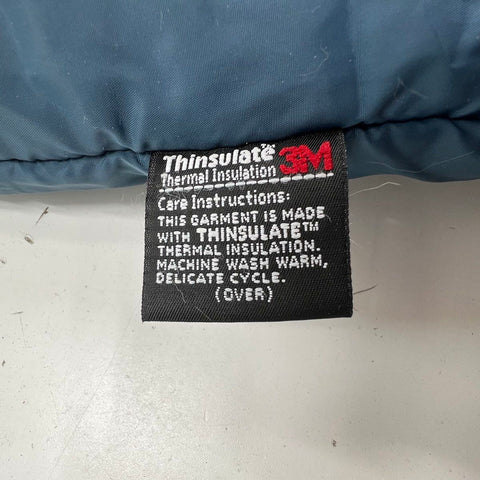 Thinsulate 3M
Thermal Insulation
Care Instructions:
THIS GARMENT IS MADE
WITH THINSULATE™
THERMAL INSULATION.
MACHINE WASH WARM,
DELICATE CYCLE.
(OVER)